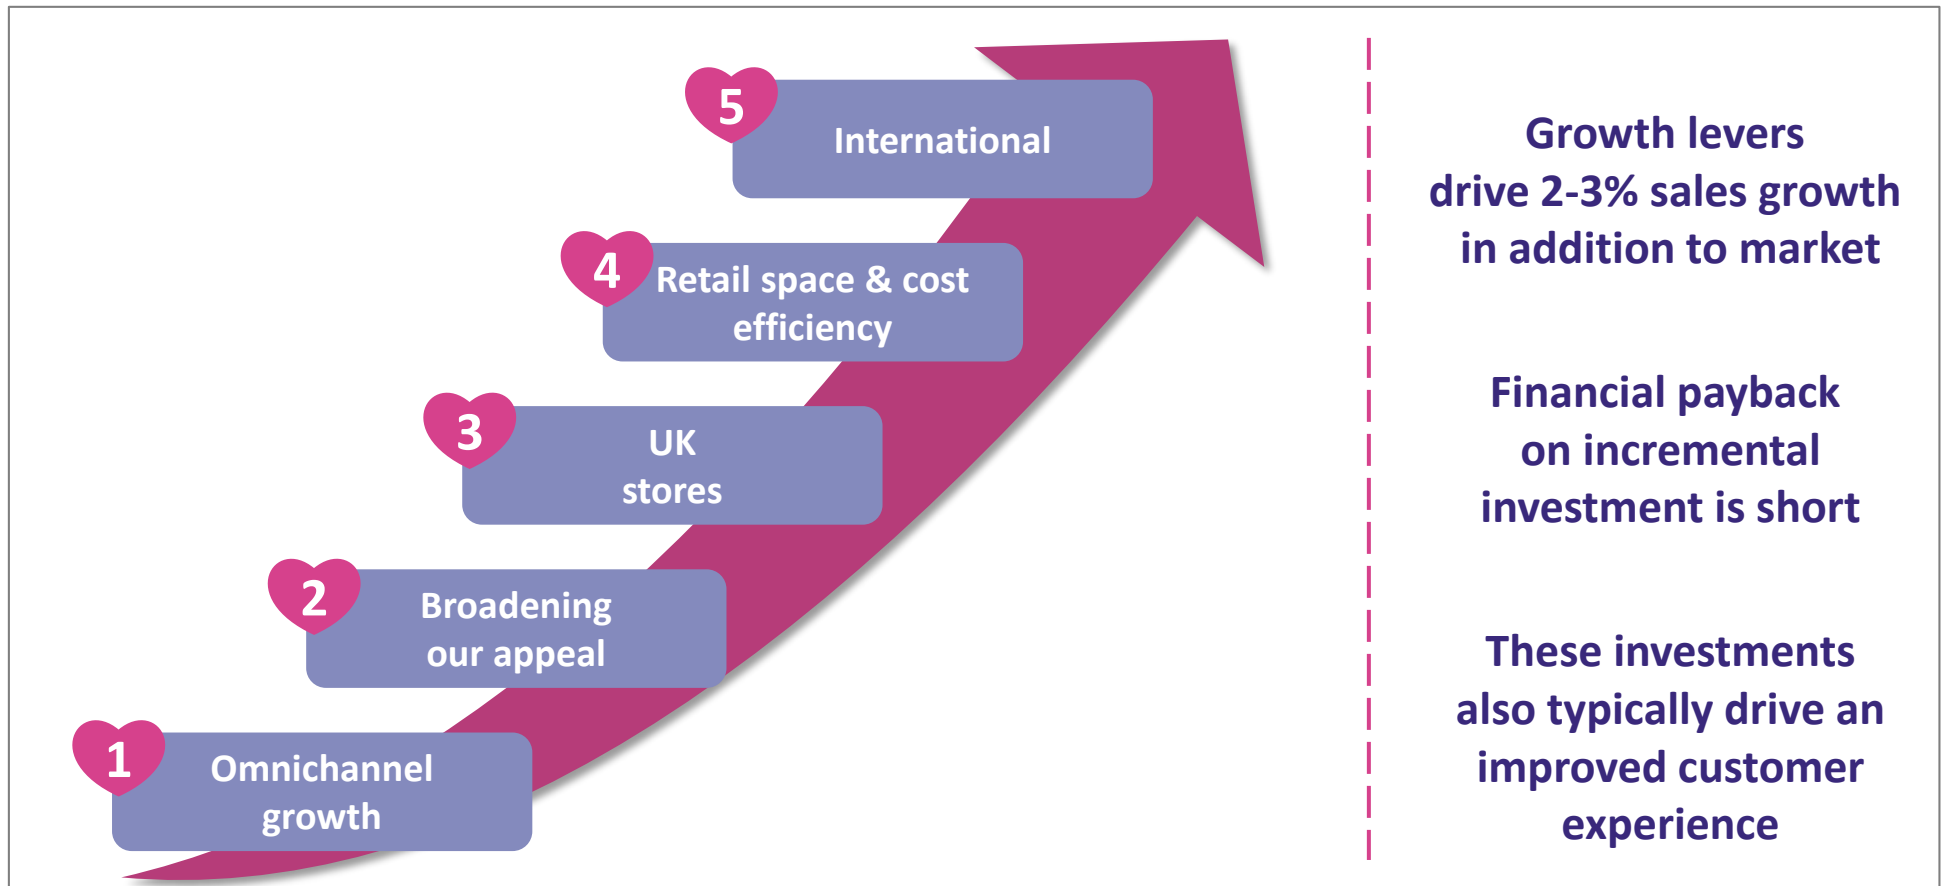 5
International
4
Retail space & cost
efficiency
3
UK
stores
2
Broadening
our appeal
1
Omnichannel
growth
Growth levers
drive 2-3% sales growth
in addition to market
Financial payback
on incremental
investment is short
These investments
also typically drive an
improved customer
experience